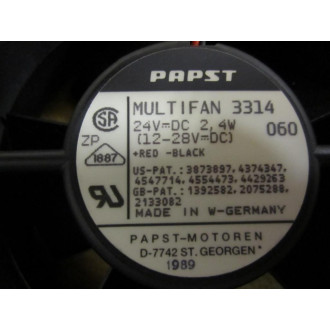 PAPST
SA
MULTIFAN 3314
24V=DC 2,4W 060
ZP (12-28V=DC)
+RED -BLACK
1887
US-PAT.: 3873897, 4374347,
4547714, 4554473, 4429263
GB-PAT.: 1392582, 2075288,
2133082
MADE IN W-GERMANY
PAPST-MOTOREN
D-7742 ST. GEORGEN
1989